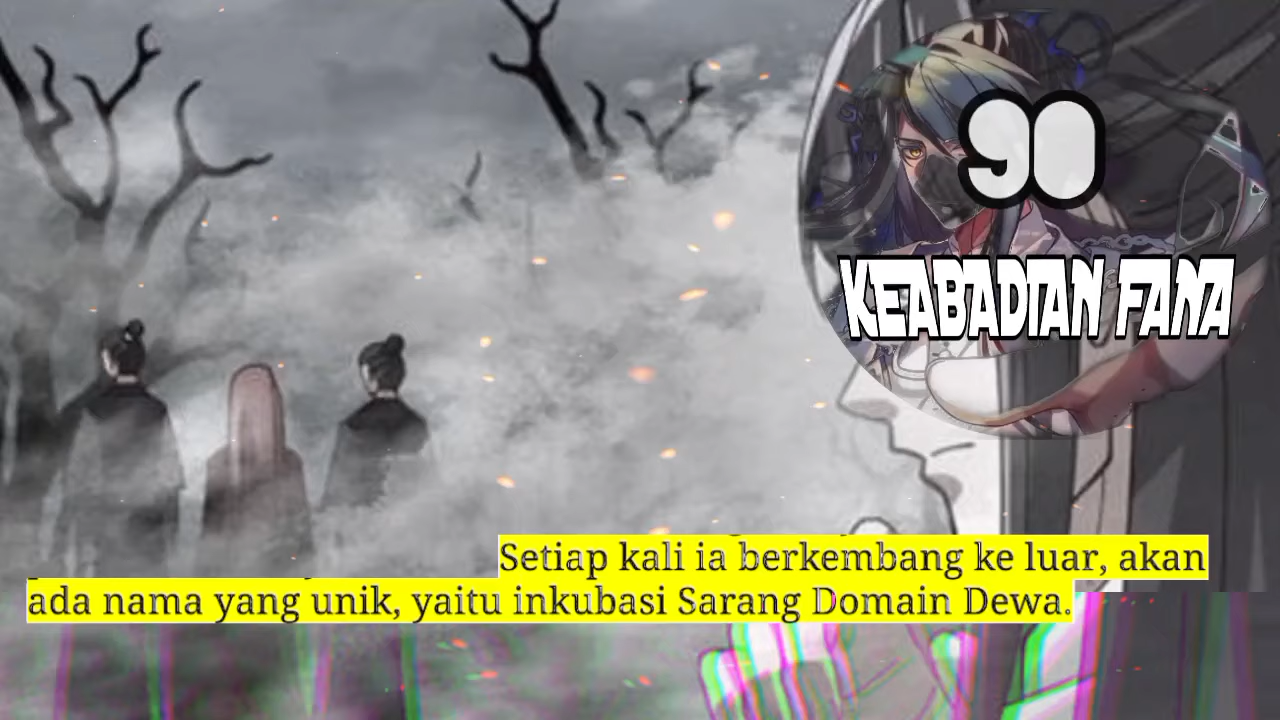 90
KEABADIAN FANA
Setiap kali ia berkembang ke luar, akan
ada nama yang unik, yaitu inkubasi Sarang Domain Dewa.